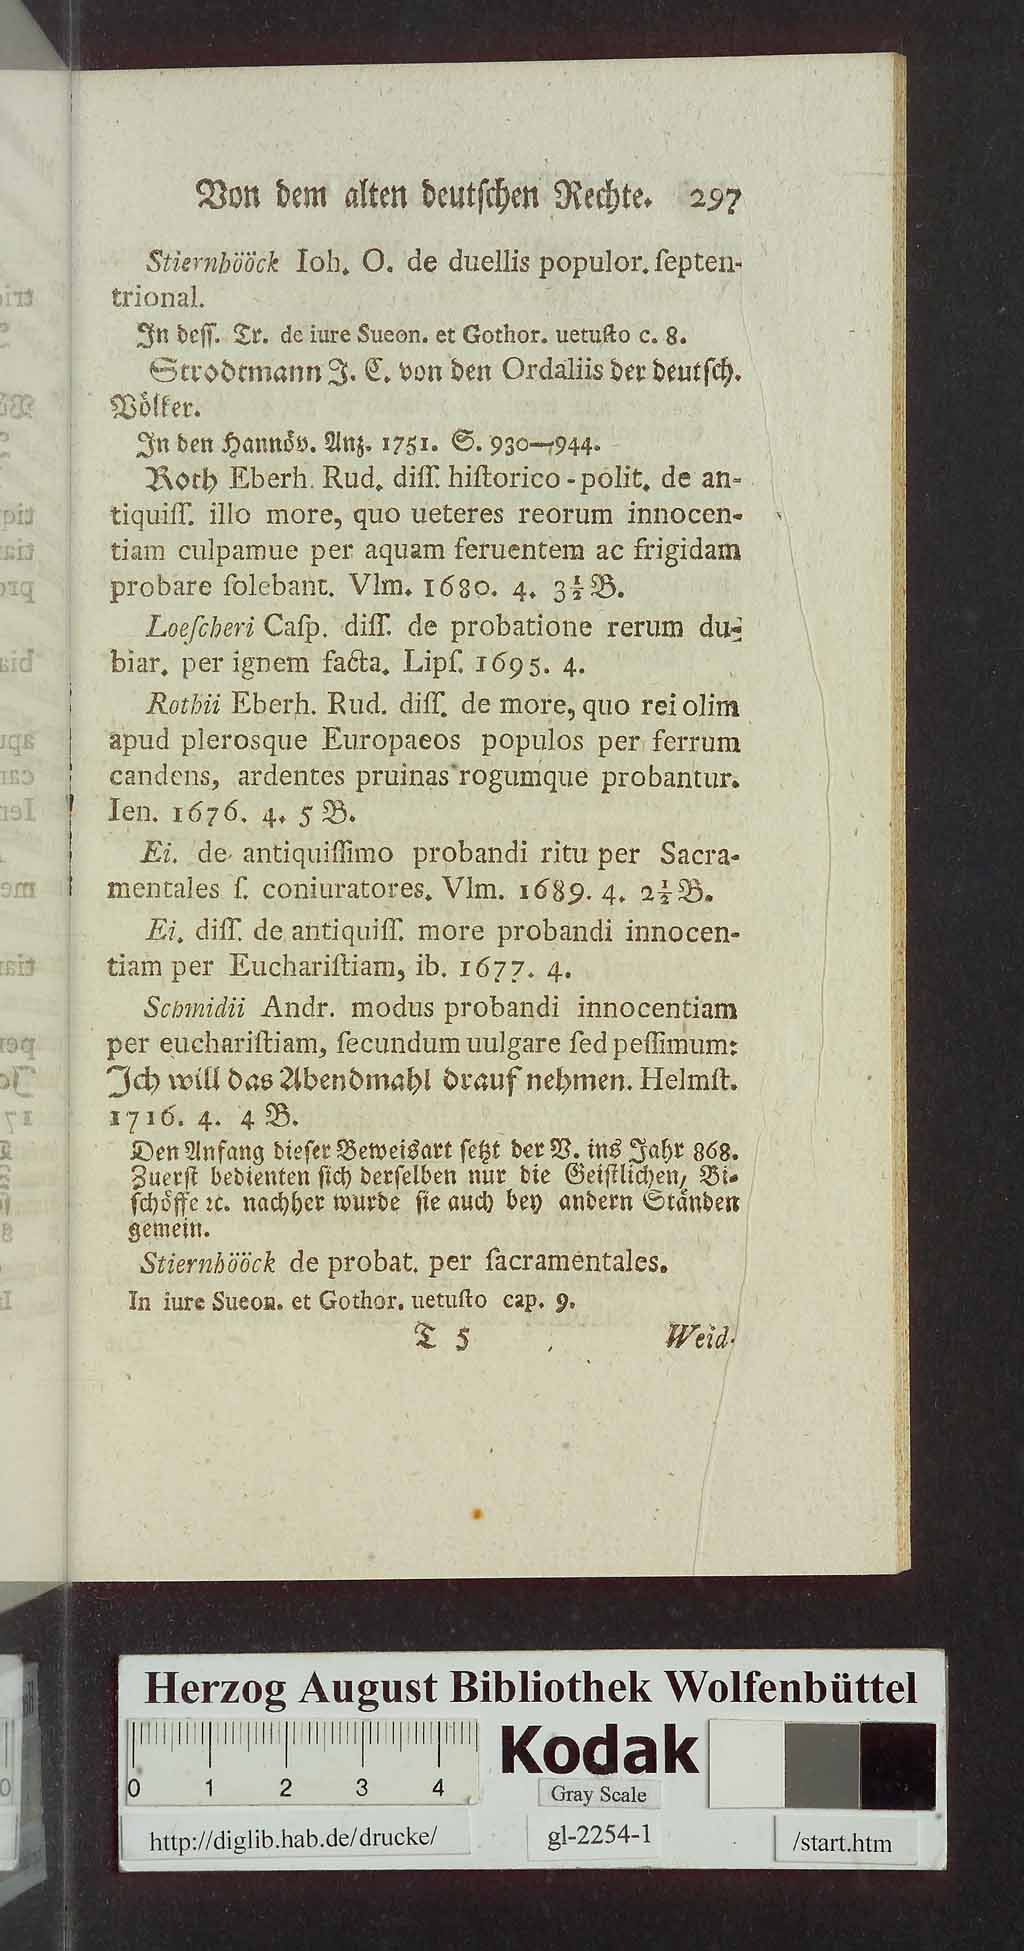 Von dem alten deutschen Rechte. 297
Stiernhööck Ioh. O. de duellis populor. ſepten-
trional.
In deſſ. Tr. de iure Sueon. et Gothor. uetuſto c. 8.
Strodtmann J. C. von den Ordaliis der deutſch.
Völker.
In den Hannöv. Anz. 1751. S. 930—944.
Roth Eberh. Rud. diſſ. hiſtorico-polit. de an-
tiquiſſ. illo more, quo ueteres reorum innocen-
tiam culpamue per aquam feruentem ac frigidam
probare ſolebant. Vlm. 1680. 4. 3½ B.
Loeſcheri Caſp. diſſ. de probatione rerum du-
biar. per ignem facta. Lipſ. 1695. 4.
Rothii Eberh. Rud. diſſ. de more, quo rei olim
apud plerosque Europaeos populos per ferrum
candens, ardentes pruinas rogumque probantur.
Ien. 1676. 4. 5 B.
Ei. de antiquiſſimo probandi ritu per Sacra-
mentales ſ. coniuratores. Vlm. 1689. 4. 2½ B.
Ei. diſſ. de antiquiſſ. more probandi innocen-
tiam per Euchariſtiam, ib. 1677. 4.
Schmidii Andr. modus probandi innocentiam
per euchariſtiam, ſecundum uulgare ſed peſſimum:
Ich will das Abendmahl drauf nehmen. Helmſt.
1716. 4. 4 B.
Den Anfang dieſer Beweisart ſetzt der V. ins Jahr 868.
Zuerſt bedienten ſich derſelben nur die Geiſtlichen, Bi-
ſchöffe ꝛc. nachher wurde ſie auch bey andern Ständen
gemein.
Stiernhööck de probat. per ſacramentales.
In iure Sueon. et Gothor. uetuſto cap. 9.
T 5 Weid-
Herzog August Bibliothek Wolfenbüttel
0 1 2 3 4
Kodak
Gray Scale
http://diglib.hab.de/drucke/ gl-2254-1 /start.htm